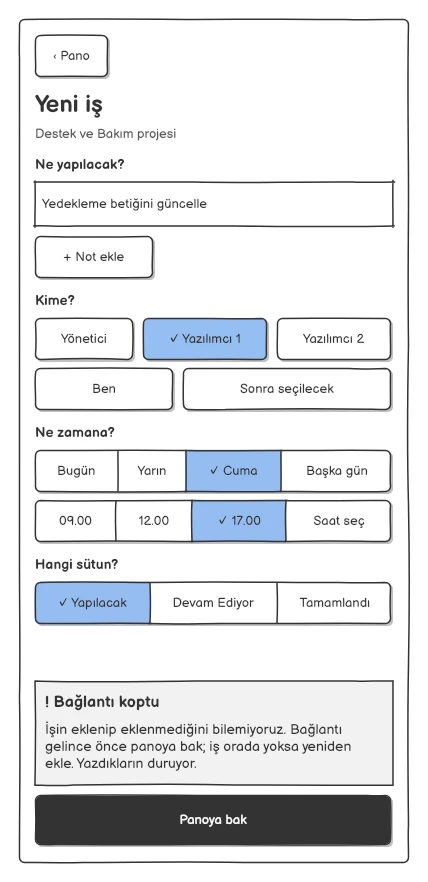 ‹ Pano
Yeni iş
Destek ve Bakım projesi
Ne yapılacak?
Yedekleme betiğini güncelle
+ Not ekle
Kime?
Yönetici ✓ Yazılımcı 1 Yazılımcı 2
Ben Sonra seçilecek
Ne zamana?
Bugün Yarın ✓ Cuma Başka gün
09.00 12.00 ✓ 17.00 Saat seç
Hangi sütun?
✓ Yapılacak Devam Ediyor Tamamlandı
! Bağlantı koptu
İşin eklenip eklenmediğini bilemiyoruz. Bağlantı
gelince önce panoya bak; iş orada yoksa yeniden
ekle. Yazdıkların duruyor.
Panoya bak